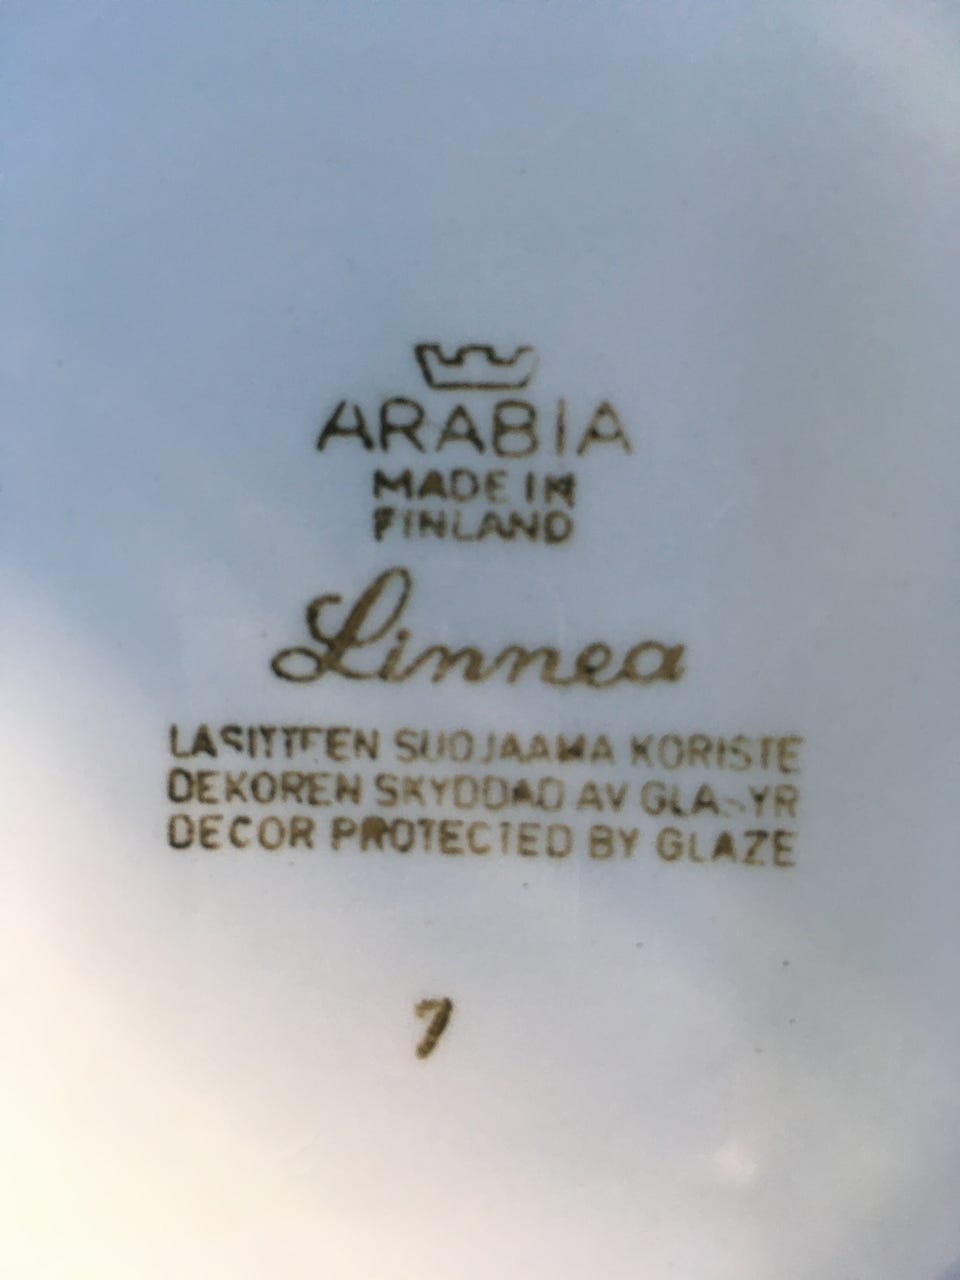 ARABIA
MADE IN
FINLAND
Linnea
LASITTEEN SUOJAAMA KORISTE
DEKOREN SKYDDAD AV GLASYR
DECOR PROTECTED BY GLAZE
7